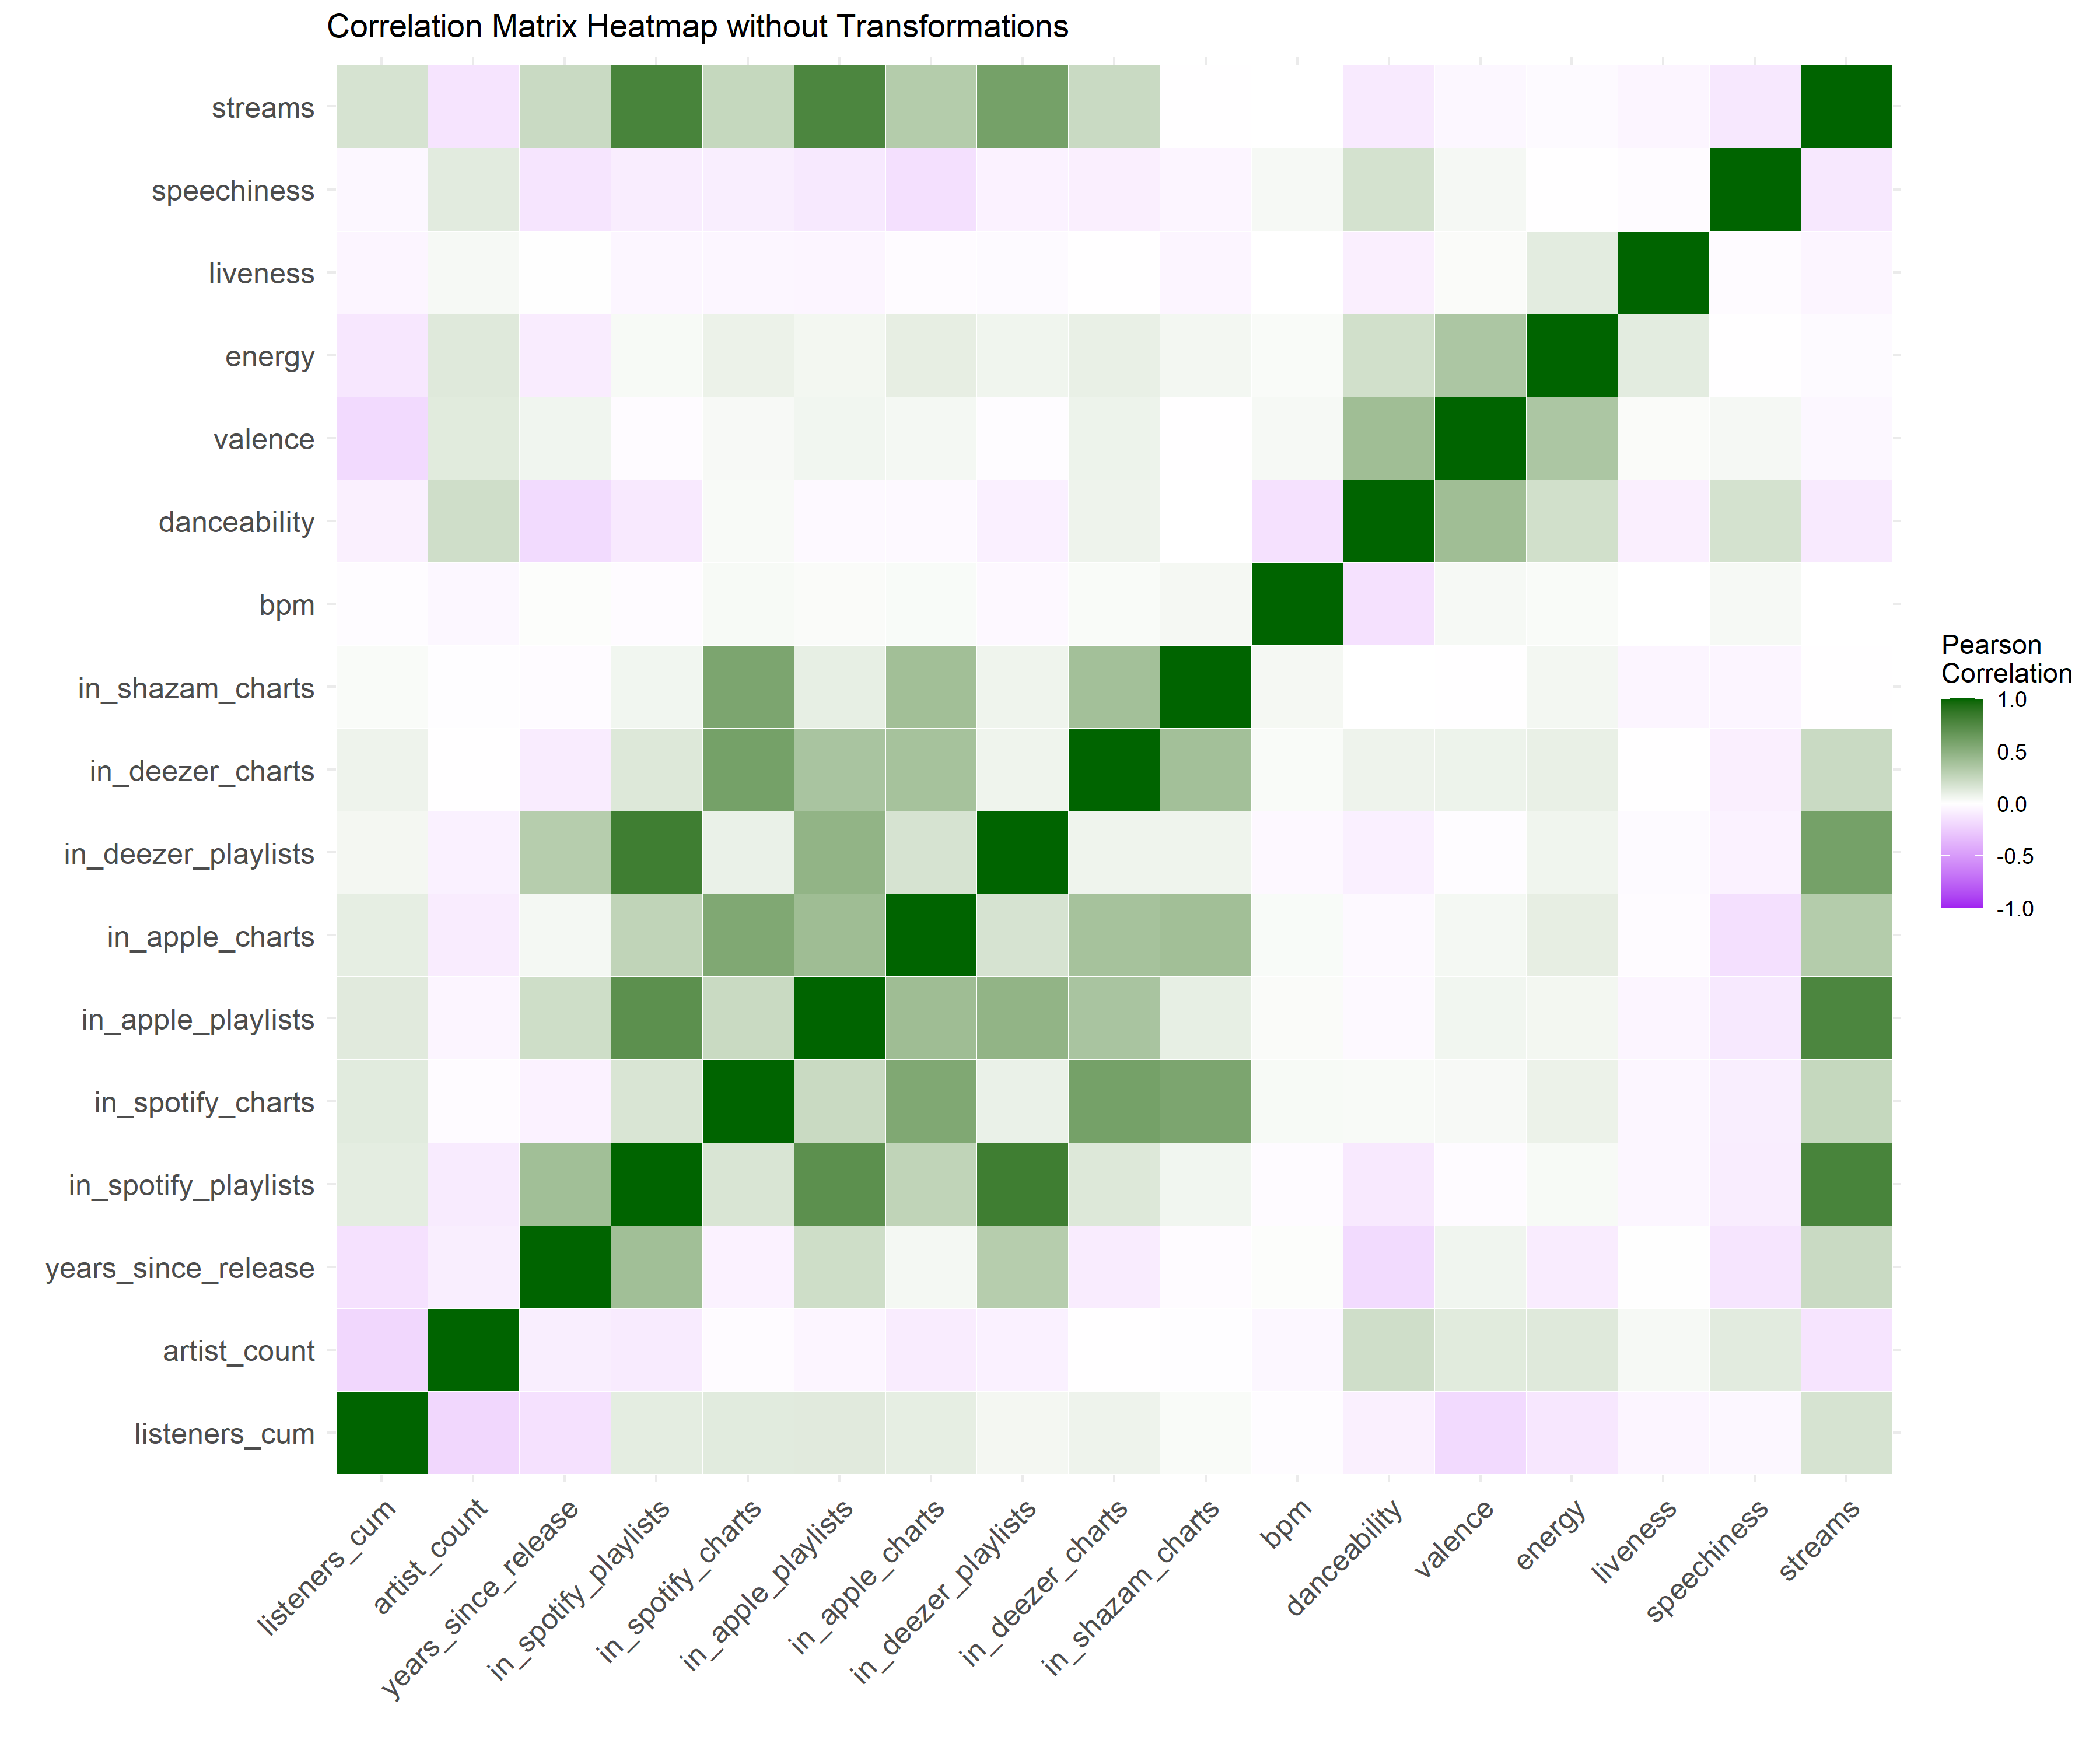 Correlation Matrix Heatmap without Transformations
streams
speechiness
liveness
energy
valence
danceability
bpm
in_shazam_charts
in_deezer_charts
in_deezer_playlists
in_apple_charts
in_apple_playlists
in_spotify_charts
in_spotify_playlists
years_since_release
artist_count
listeners_cum
listeners_cum
artist_count
years_since_release
in_spotify_playlists
in_spotify_charts
in_apple_playlists
in_apple_charts
in_deezer_playlists
in_deezer_charts
in_shazam_charts
bpm
danceability
valence
energy
liveness
speechiness
streams
Pearson
Correlation
1.0
0.5
0.0
-0.5
-1.0